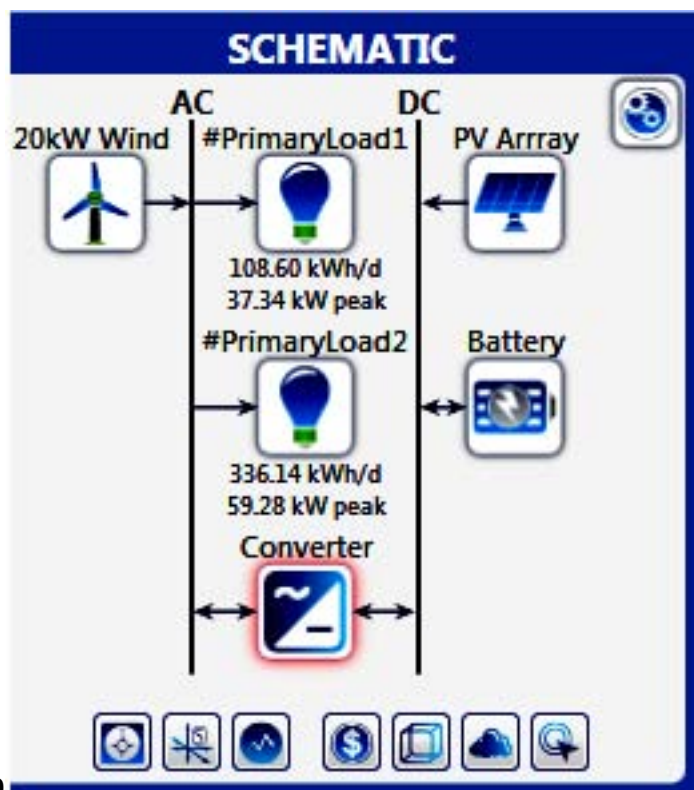 SCHEMATIC
AC DC
20kW Wind #PrimaryLoad1 PV Arrray
108.60 kWh/d
37.34 kW peak
#PrimaryLoad2 Battery
336.14 kWh/d
59.28 kW peak
Converter